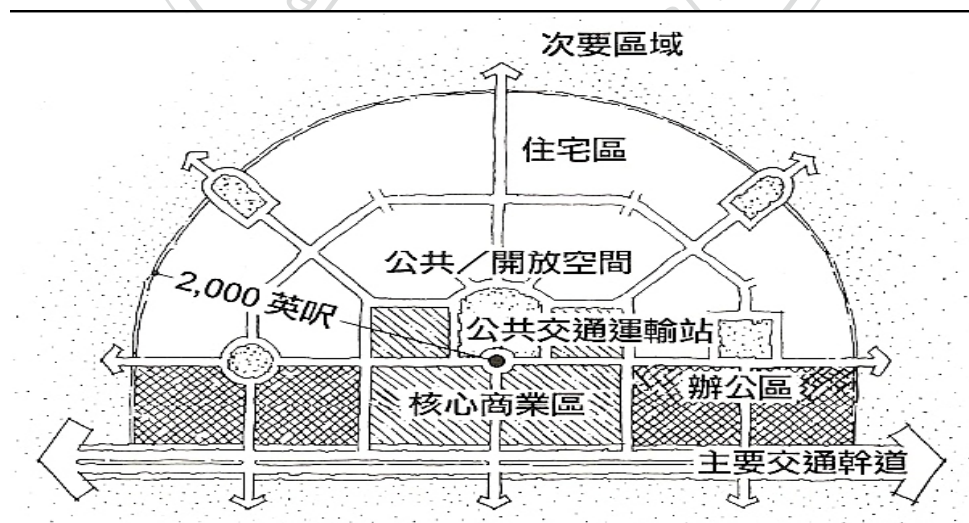 次要區域
住宅區
公共／開放空間
2,000 英呎
公共交通運輸站
核心商業區
辦公區
主要交通幹道